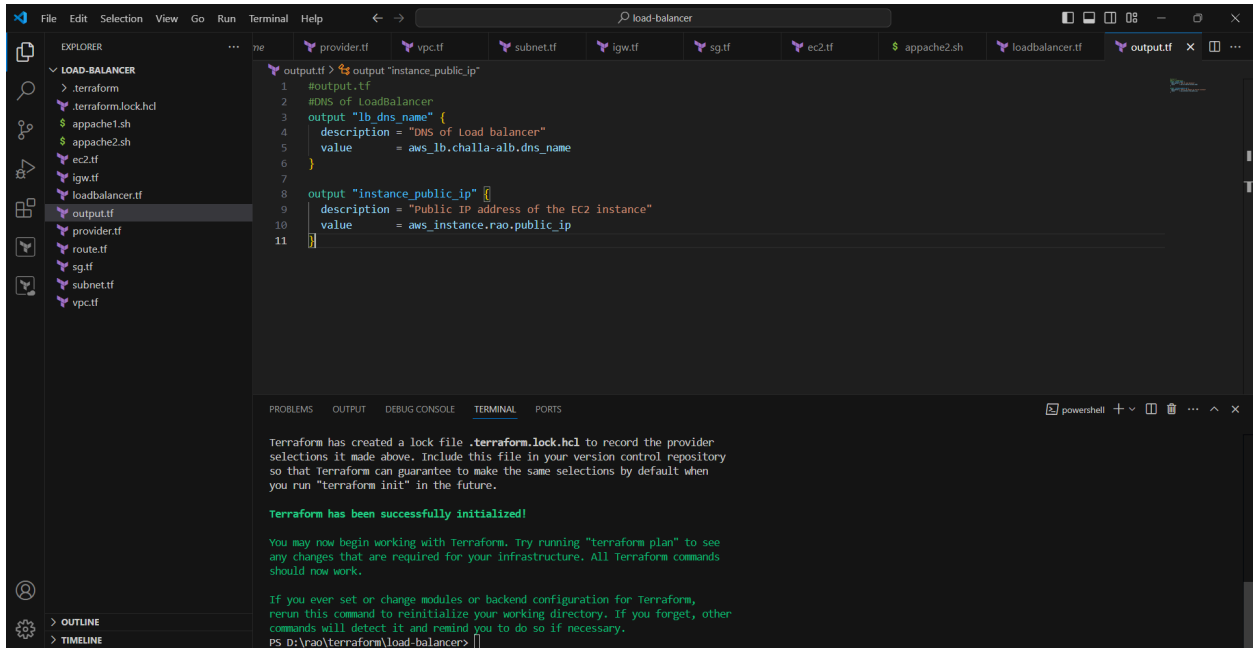 File Edit Selection View Go Run Terminal Help
load-balancer
EXPLORER
LOAD-BALANCER
.terraform
.terraform.lock.hcl
$ appache1.sh
$ appache2.sh
ec2.tf
igw.tf
loadbalancer.tf
output.tf
provider.tf
route.tf
sg.tf
subnet.tf
vpc.tf
OUTLINE
TIMELINE
me provider.tf vpc.tf subnet.tf igw.tf sg.tf ec2.tf $ appache2.sh loadbalancer.tf output.tf
output.tf > output "instance_public_ip"
1 #output.tf
2 #DNS of LoadBalancer
3 output "lb_dns_name" {
4 description = "DNS of Load balancer"
5 value = aws_lb.challa-alb.dns_name
6 }
7
8 output "instance_public_ip" {
9 description = "Public IP address of the EC2 instance"
10 value = aws_instance.rao.public_ip
11 }
PROBLEMS OUTPUT DEBUG CONSOLE TERMINAL PORTS
powershell
Terraform has created a lock file .terraform.lock.hcl to record the provider
selections it made above. Include this file in your version control repository
so that Terraform can guarantee to make the same selections by default when
you run "terraform init" in the future.
Terraform has been successfully initialized!
You may now begin working with Terraform. Try running "terraform plan" to see
any changes that are required for your infrastructure. All Terraform commands
should now work.
If you ever set or change modules or backend configuration for Terraform,
rerun this command to reinitialize your working directory. If you forget, other
commands will detect it and remind you to do so if necessary.
PS D:\rao\terraform\load-balancer>